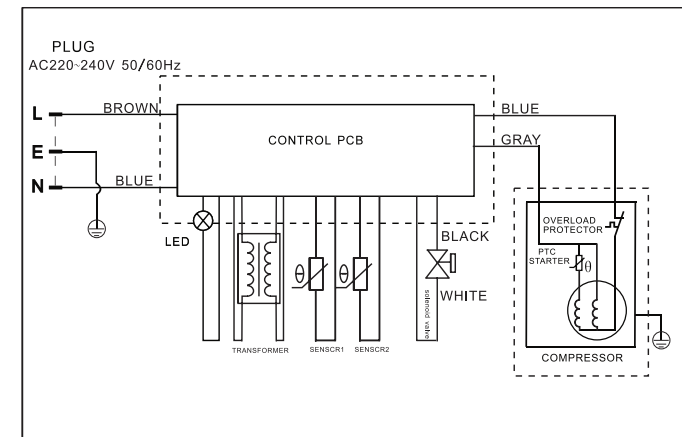 PLUG
AC220~240V 50/60Hz
L
BROWN
BLUE
CONTROL PCB
GRAY
E
N
BLUE
LED
BLACK
WHITE
solenoid valve
OVERLOAD
PROTECTOR
PTC
STARTER
θ
θ
θ
TRANSFORMER
SENSCR1
SENSCR2
COMPRESSOR